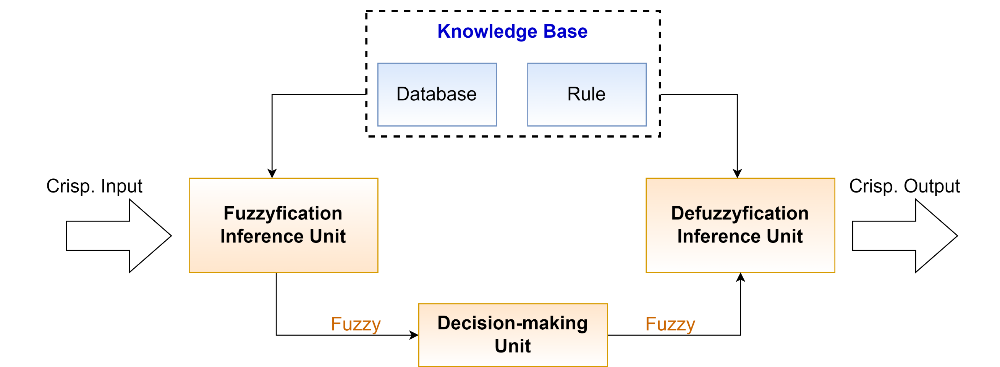 Knowledge Base
Database
Rule
Crisp. Input
Fuzzyfication
Inference Unit
Defuzzyfication
Inference Unit
Crisp. Output
Fuzzy
Decision-making
Unit
Fuzzy